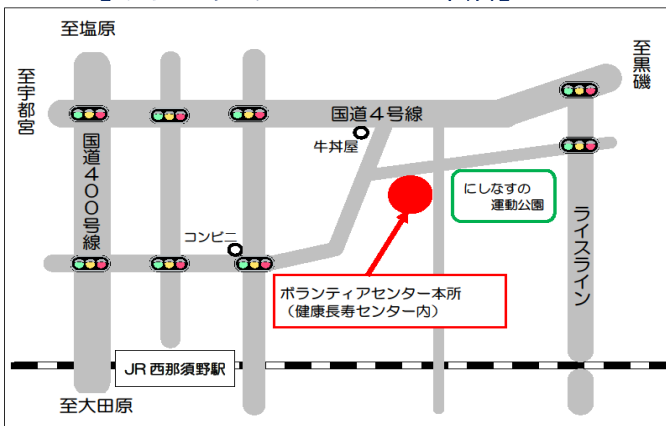 至塩原
至宇都宮
至黒磯
国道4号線
牛丼屋
国道400号線
にしなすの
運動公園
コンビニ
ライスライン
ボランティアセンター本所
（健康長寿センター内）
JR西那須野駅
至大田原